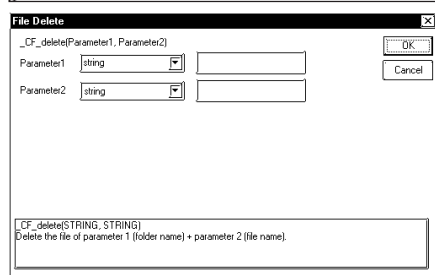 File Delete
_CF_delete(Parameter1, Parameter2)
OK
Parameter1 string
Cancel
Parameter2 string
_CF_delete(STRING, STRING)
Delete the file of parameter 1 (folder name) + parameter 2 (file name).